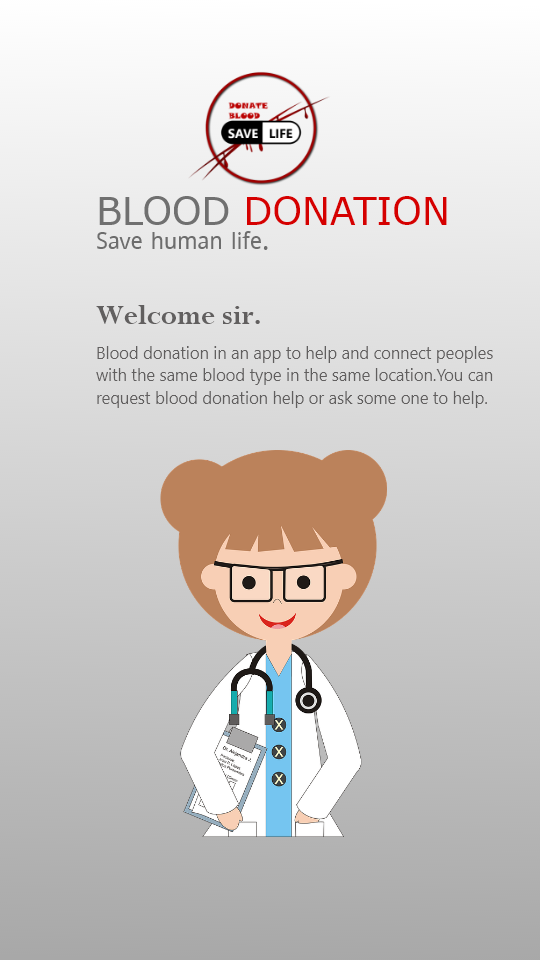 DONATE
BLOOD
SAVE LIFE
BLOOD DONATION
Save human life.
Welcome sir.
Blood donation in an app to help and connect peoples
with the same blood type in the same location.You can
request blood donation help or ask some one to help.
X
X
X
Dr. Alejandra J.